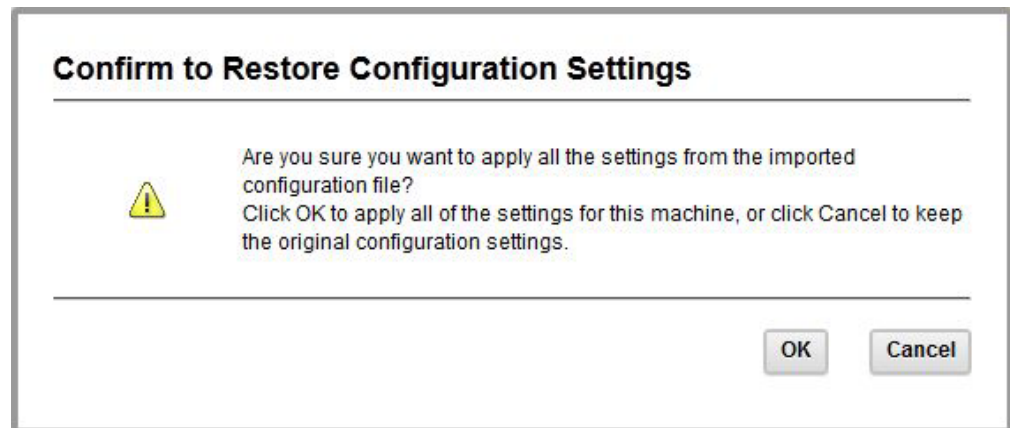 Confirm to Restore Configuration Settings
Are you sure you want to apply all the settings from the imported
configuration file?
Click OK to apply all of the settings for this machine, or click Cancel to keep
the original configuration settings.
OK
Cancel